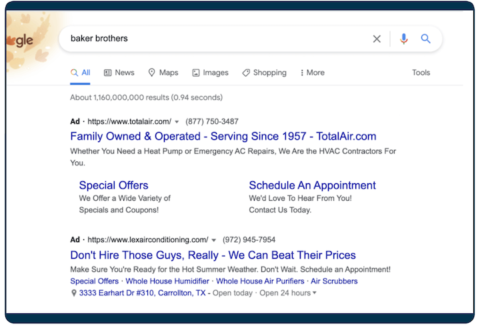 gle
baker brothers
All News Maps Images Shopping More Tools
About 1,160,000,000 results (0.94 seconds)
Ad · https://www.totalair.com/ (877) 750-3487
Family Owned & Operated - Serving Since 1957 - TotalAir.com
Whether You Need a Heat Pump or Emergency AC Repairs, We Are the HVAC Contractors For
You.
Special Offers
We Offer a Wide Variety of
Specials and Coupons!
Schedule An Appointment
We'd Love To Hear From You!
Contact Us Today.
Ad · https://www.lexairconditioning.com/ (972) 945-7954
Don't Hire Those Guys, Really - We Can Beat Their Prices
Make Sure You're Ready for the Hot Summer Weather. Don't Wait. Schedule an Appointment!
Special Offers · Whole House Humidifier · Whole House Air Purifiers · Air Scrubbers
3333 Earhart Dr #310, Carrollton, TX - Open today · Open 24 hours